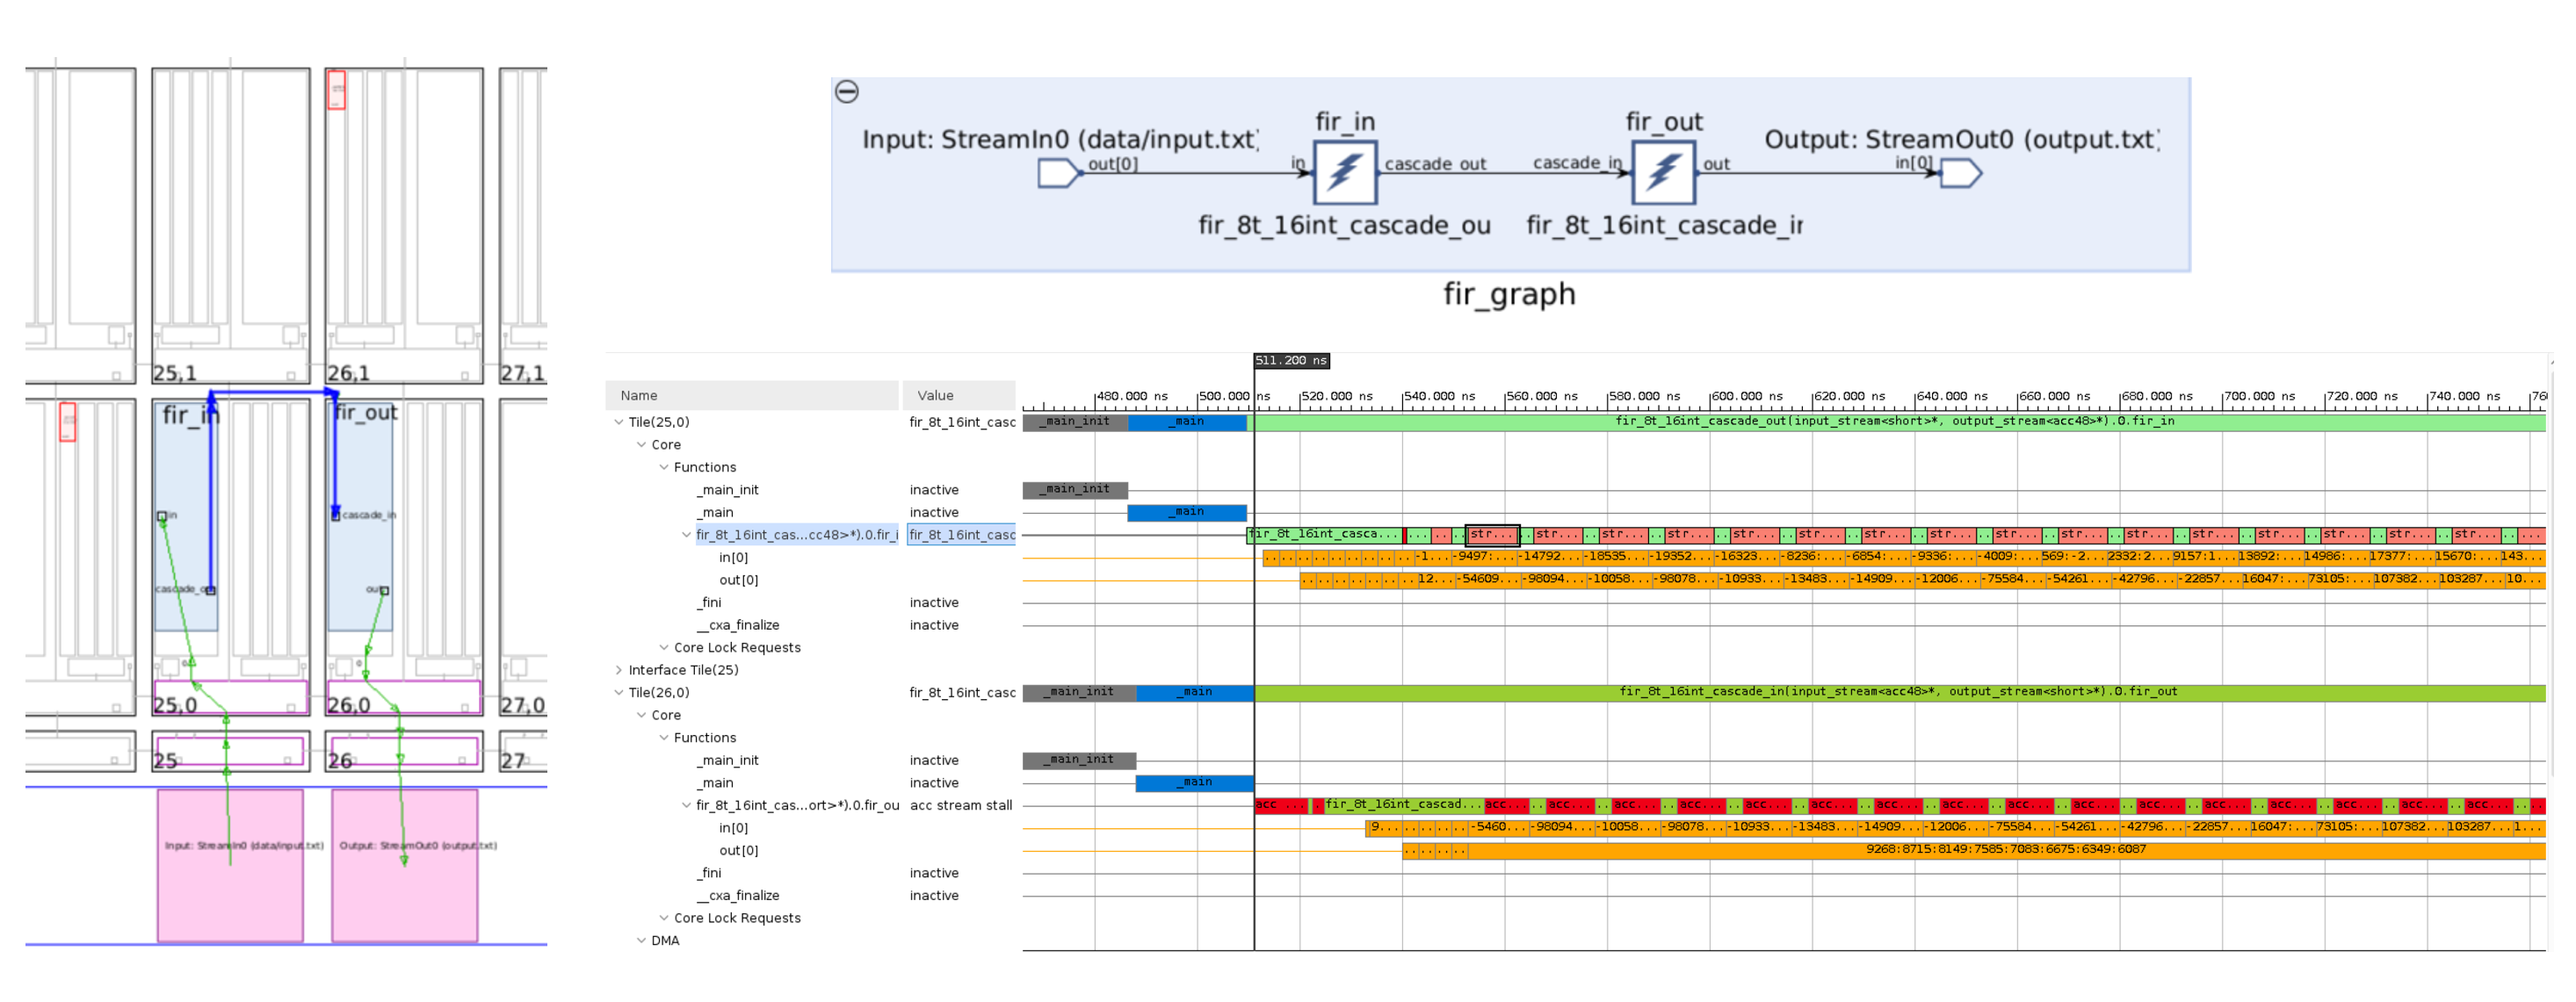 25,1
26,1
27,1
fir_in
fir_out
in
cascade_in
out
25,0
26,0
27,0
25
26
27
Input: StreamIn0 (data/input.txt)
Output: StreamOut0 (output.txt)
fir_in
fir_out
Input: StreamIn0 (data/input.txt)
Output: StreamOut0 (output.txt)
out[0]
in
cascade out
cascade_in
out
in[0]
fir_8t_16int_cascade_ou
fir_8t_16int_cascade_ir
fir_graph
511.200 ns
Name Value
480.000 ns 500.000 ns 520.000 ns 540.000 ns 560.000 ns 580.000 ns 600.000 ns 620.000 ns 640.000 ns 660.000 ns 680.000 ns 700.000 ns 720.000 ns 740.000 ns 760
Tile(25,0) fir_8t_16int_casc _main_init _main fir_8t_16int_cascade_out(input_stream<short>*, output_stream<acc48>*).0.fir_in
Core
Functions
_main_init inactive _main_init
_main inactive _main
fir_8t_16int_cas...cc48>*).0.fir_i fir_8t_16int_casc fir_8t_16int_casca... str... str... str... str... str... str... str... str... str... str... str... str... str... str... str... str...
in[0] -1... -9497:... -14792... -18535... -19352... -16323... -8236:... -6854:... -9336:... -4009:... 569:-2... 2332:2... 9157:1... 13892:... 14986:... 17377:... 15670:... 143...
out[0] 12... -54609... -98094... -10058... -98078... -10933... -13483... -14909... -12006... -75584... -54261... -42796... -22857... 16047:... 73105:... 107382... 103287... 10...
_fini inactive
__cxa_finalize inactive
Core Lock Requests
Interface Tile(25)
Tile(26,0) fir_8t_16int_casc _main_init _main fir_8t_16int_cascade_in(input_stream<acc48>*, output_stream<short>*).0.fir_out
Core
Functions
_main_init inactive _main_init
_main inactive _main
fir_8t_16int_cas...ort>*).0.fir_ou acc stream stall acc ... fir_8t_16int_cascad... acc... acc... acc... acc... acc... acc... acc... acc... acc... acc... acc... acc... acc... acc... acc... acc...
in[0] 9... -5460... -98094... -10058... -98078... -10933... -13483... -14909... -12006... -75584... -54261... -42796... -22857... 16047:... 73105:... 107382... 103287... 1...
out[0] 9268:8715:8149:7585:7083:6675:6349:6087
_fini inactive
__cxa_finalize inactive
Core Lock Requests
DMA